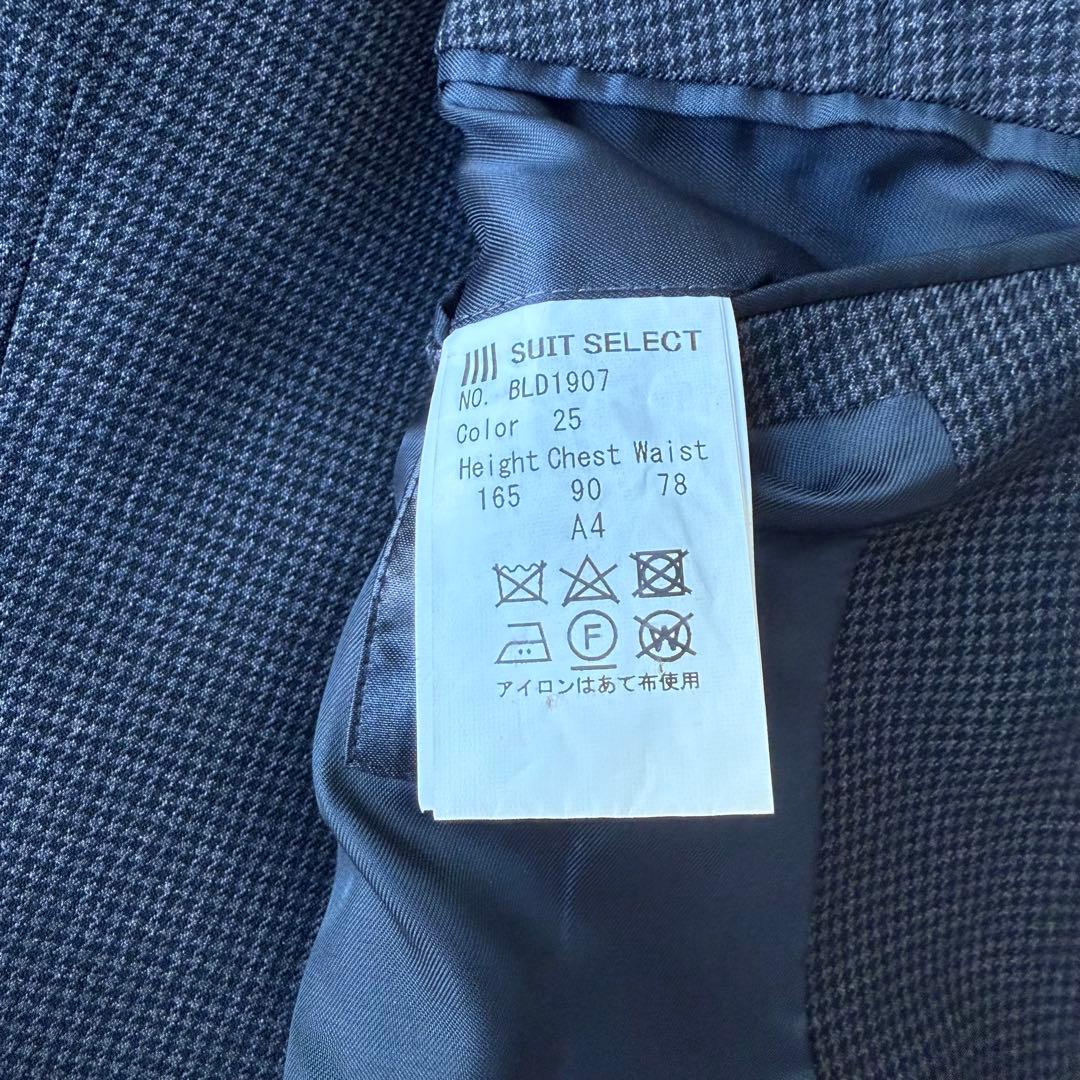 SUIT SELECT
NO. BLD1907
Color 25
Height Chest Waist
165 90 78
A4
F W
アイロンはあて布使用